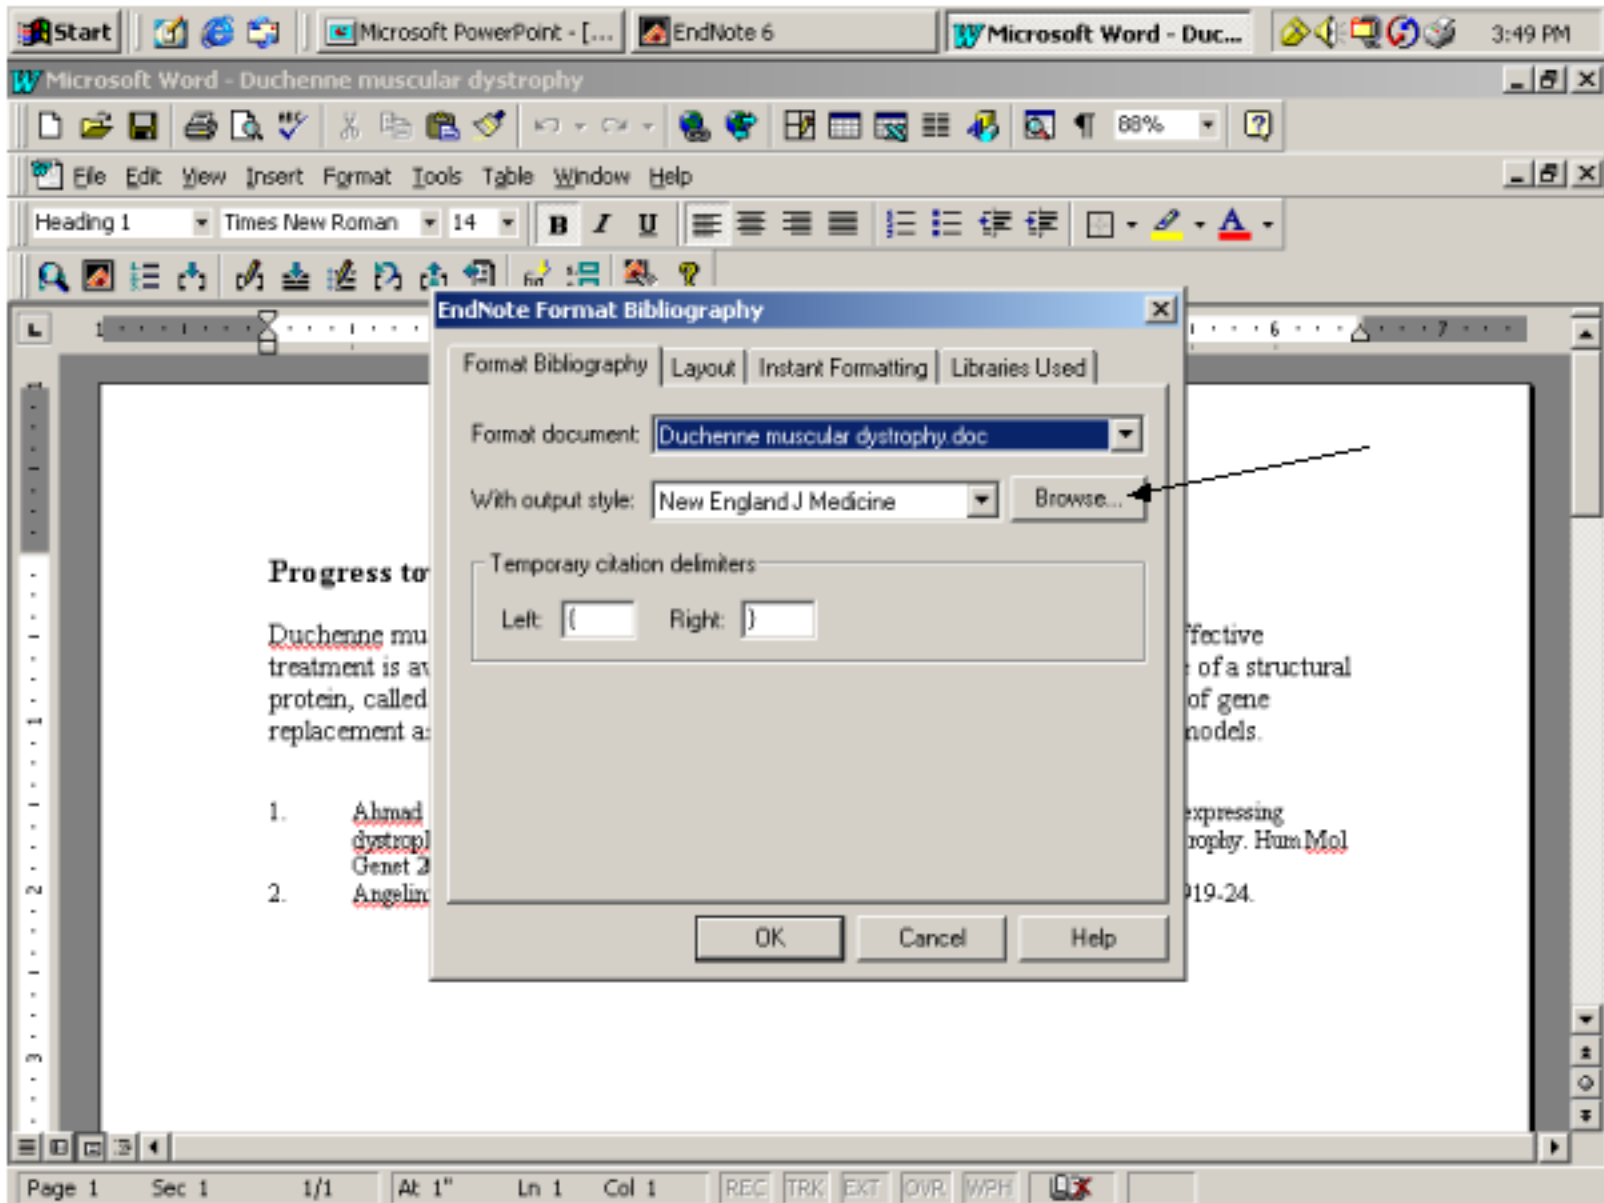 Start Microsoft PowerPoint - [... EndNote 6 Microsoft Word - Duc... 3:49 PM
Microsoft Word - Duchenne muscular dystrophy
88%
File Edit View Insert Format Tools Table Window Help
Heading 1 Times New Roman 14 B I U A
EndNote Format Bibliography
1 6 7
Format Bibliography Layout Instant Formatting Libraries Used
Format document: Duchenne muscular dystrophy.doc
With output style: New England J Medicine Browse...
Temporary citation delimiters
Left: { Right: }
Progress to
Duchenne mu ffective
treatment is av of a structural
protein, called of gene
replacement a models.
1. Ahmad expressing
dystrop rophy. Hum Mol
Genet 2
2. Angelin 919-24.
OK Cancel Help
Page 1 Sec 1 1/1 At 1" Ln 1 Col 1 REC TRK EXT OVR WPH